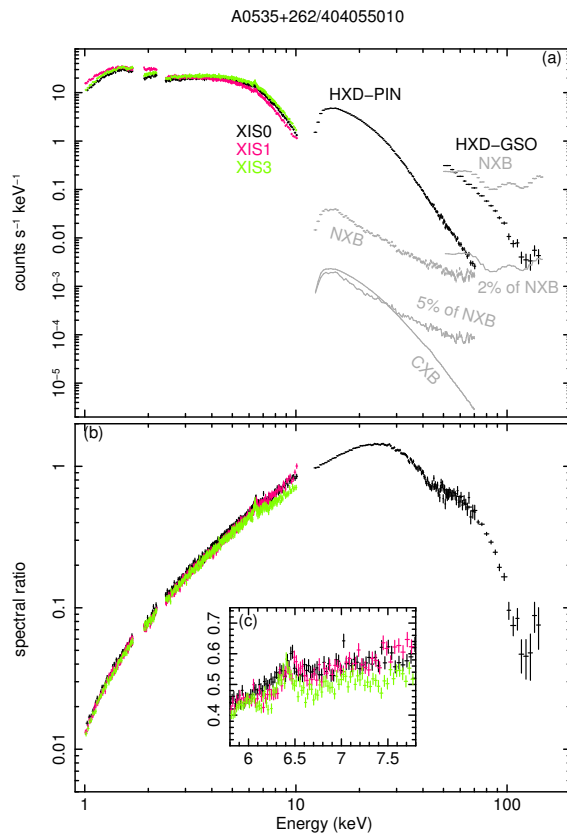 A0535+262/404055010
(a)
counts s⁻¹ keV⁻¹
10
1
0.1
0.01
10⁻³
10⁻⁴
10⁻⁵
XIS0
XIS1
XIS3
HXD−PIN
HXD−GSO
NXB
NXB
2% of NXB
5% of NXB
CXB
(b)
spectral ratio
1
0.1
0.01
(c)
0.7
0.6
0.5
0.4
6 6.5 7 7.5
1 10 100
Energy (keV)